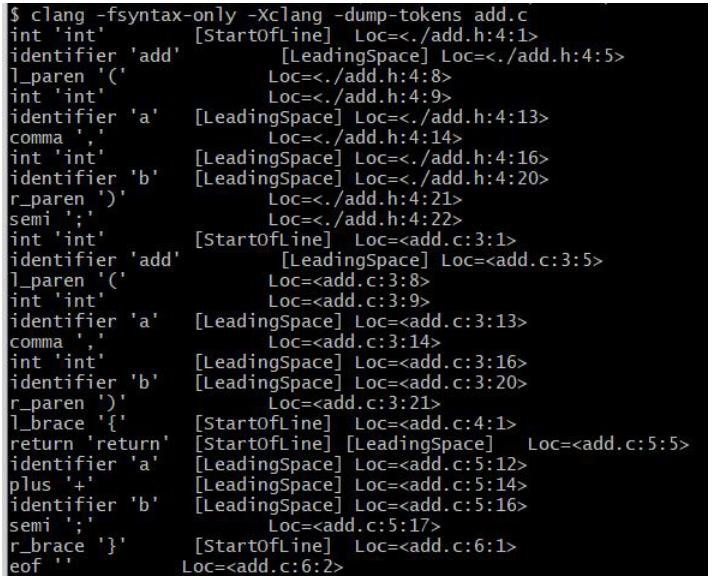 $ clang -fsyntax-only -Xclang -dump-tokens add.c
int 'int'        [StartOfLine]  Loc=<./add.h:4:1>
identifier 'add'         [LeadingSpace] Loc=<./add.h:4:5>
l_paren '('             Loc=<./add.h:4:8>
int 'int'               Loc=<./add.h:4:9>
identifier 'a'   [LeadingSpace] Loc=<./add.h:4:13>
comma ','               Loc=<./add.h:4:14>
int 'int'        [LeadingSpace] Loc=<./add.h:4:16>
identifier 'b'   [LeadingSpace] Loc=<./add.h:4:20>
r_paren ')'             Loc=<./add.h:4:21>
semi ';'                Loc=<./add.h:4:22>
int 'int'        [StartOfLine]  Loc=<add.c:3:1>
identifier 'add'         [LeadingSpace] Loc=<add.c:3:5>
l_paren '('             Loc=<add.c:3:8>
int 'int'               Loc=<add.c:3:9>
identifier 'a'   [LeadingSpace] Loc=<add.c:3:13>
comma ','               Loc=<add.c:3:14>
int 'int'        [LeadingSpace] Loc=<add.c:3:16>
identifier 'b'   [LeadingSpace] Loc=<add.c:3:20>
r_paren ')'             Loc=<add.c:3:21>
l_brace '{'      [StartOfLine]  Loc=<add.c:4:1>
return 'return'  [StartOfLine] [LeadingSpace]   Loc=<add.c:5:5>
identifier 'a'   [LeadingSpace] Loc=<add.c:5:12>
plus '+'         [LeadingSpace] Loc=<add.c:5:14>
identifier 'b'   [LeadingSpace] Loc=<add.c:5:16>
semi ';'                Loc=<add.c:5:17>
r_brace '}'      [StartOfLine]  Loc=<add.c:6:1>
eof ''          Loc=<add.c:6:2>